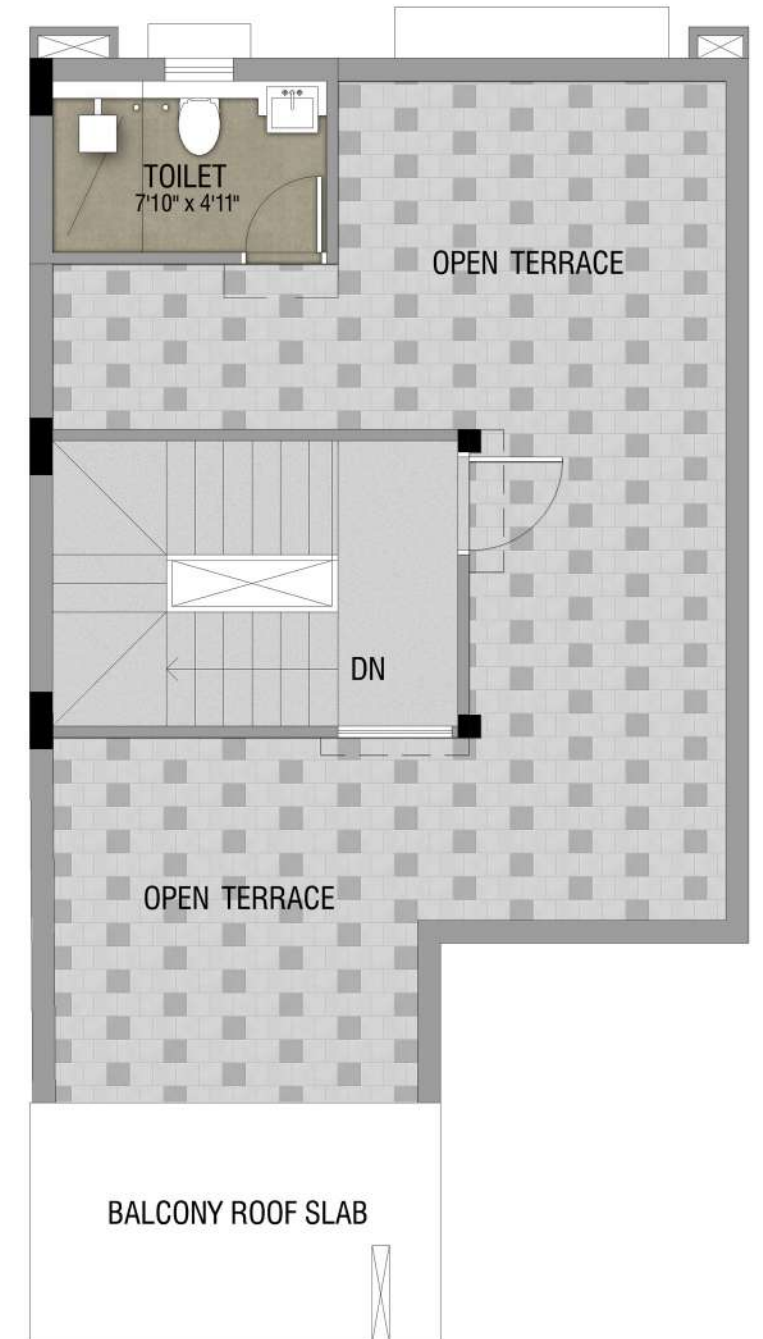 TOILET
7'10" x 4'11"
OPEN TERRACE
DN
OPEN TERRACE
BALCONY ROOF SLAB